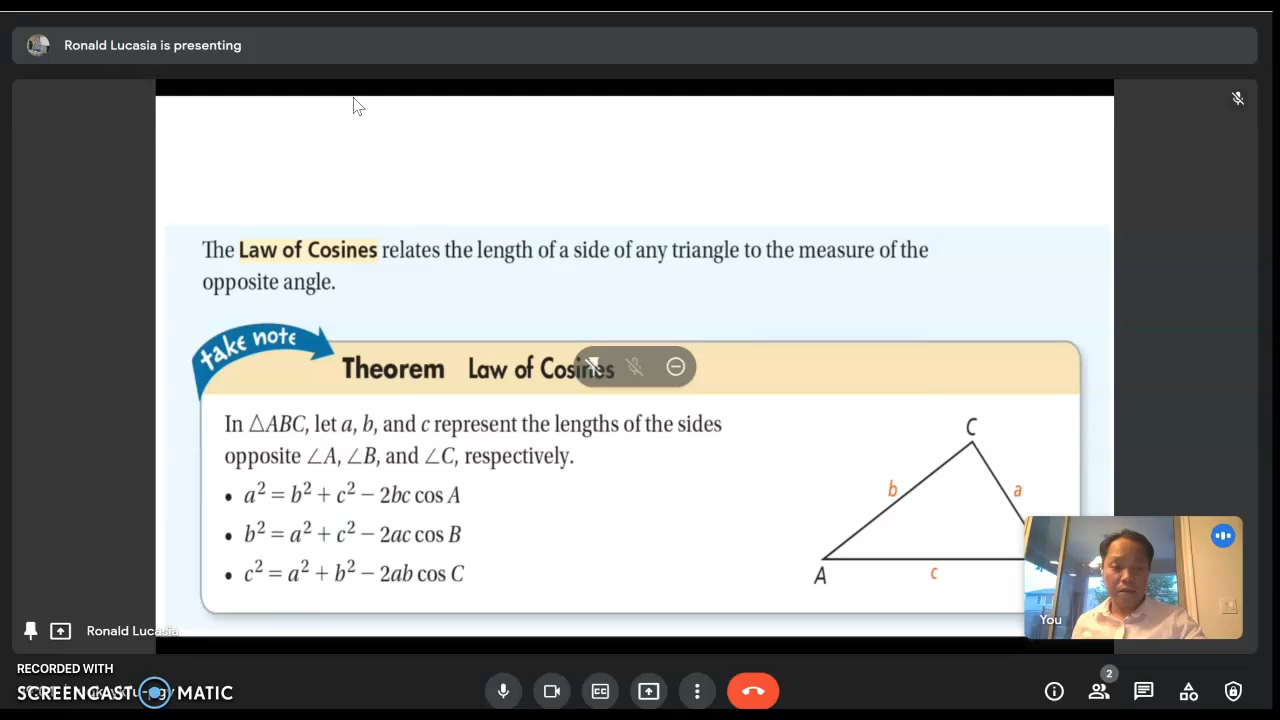 Ronald Lucasia is presenting
The Law of Cosines relates the length of a side of any triangle to the measure of the
opposite angle.
take note
Theorem Law of Cosines
In △ABC, let a, b, and c represent the lengths of the sides
opposite ∠A, ∠B, and ∠C, respectively.
• a² = b² + c² − 2bc cos A
• b² = a² + c² − 2ac cos B
• c² = a² + b² − 2ab cos C
C
b
a
A
c
You
Ronald Lucasia
RECORDED WITH
SCREENCAST MATIC
2